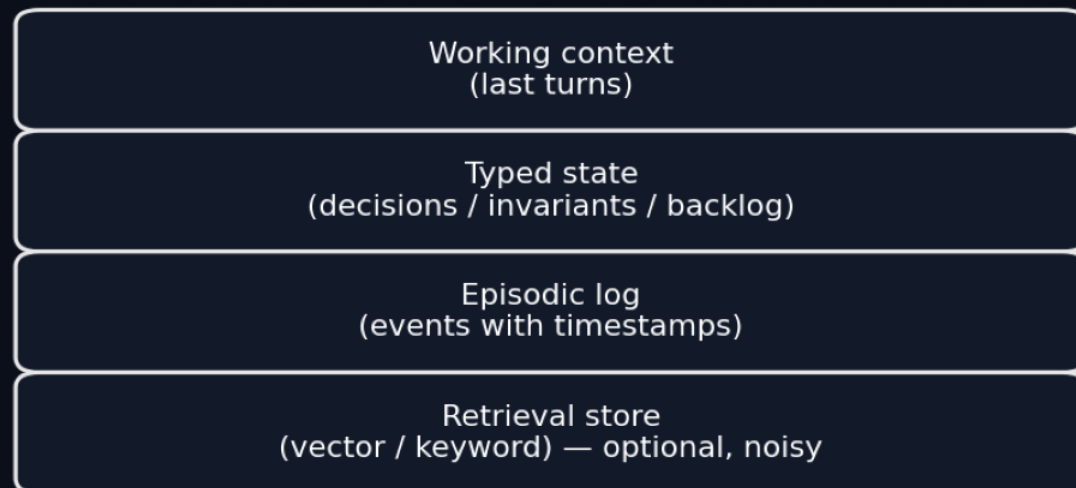 Working context
(last turns)
Typed state
(decisions / invariants / backlog)
Episodic log
(events with timestamps)
Retrieval store
(vector / keyword) — optional, noisy